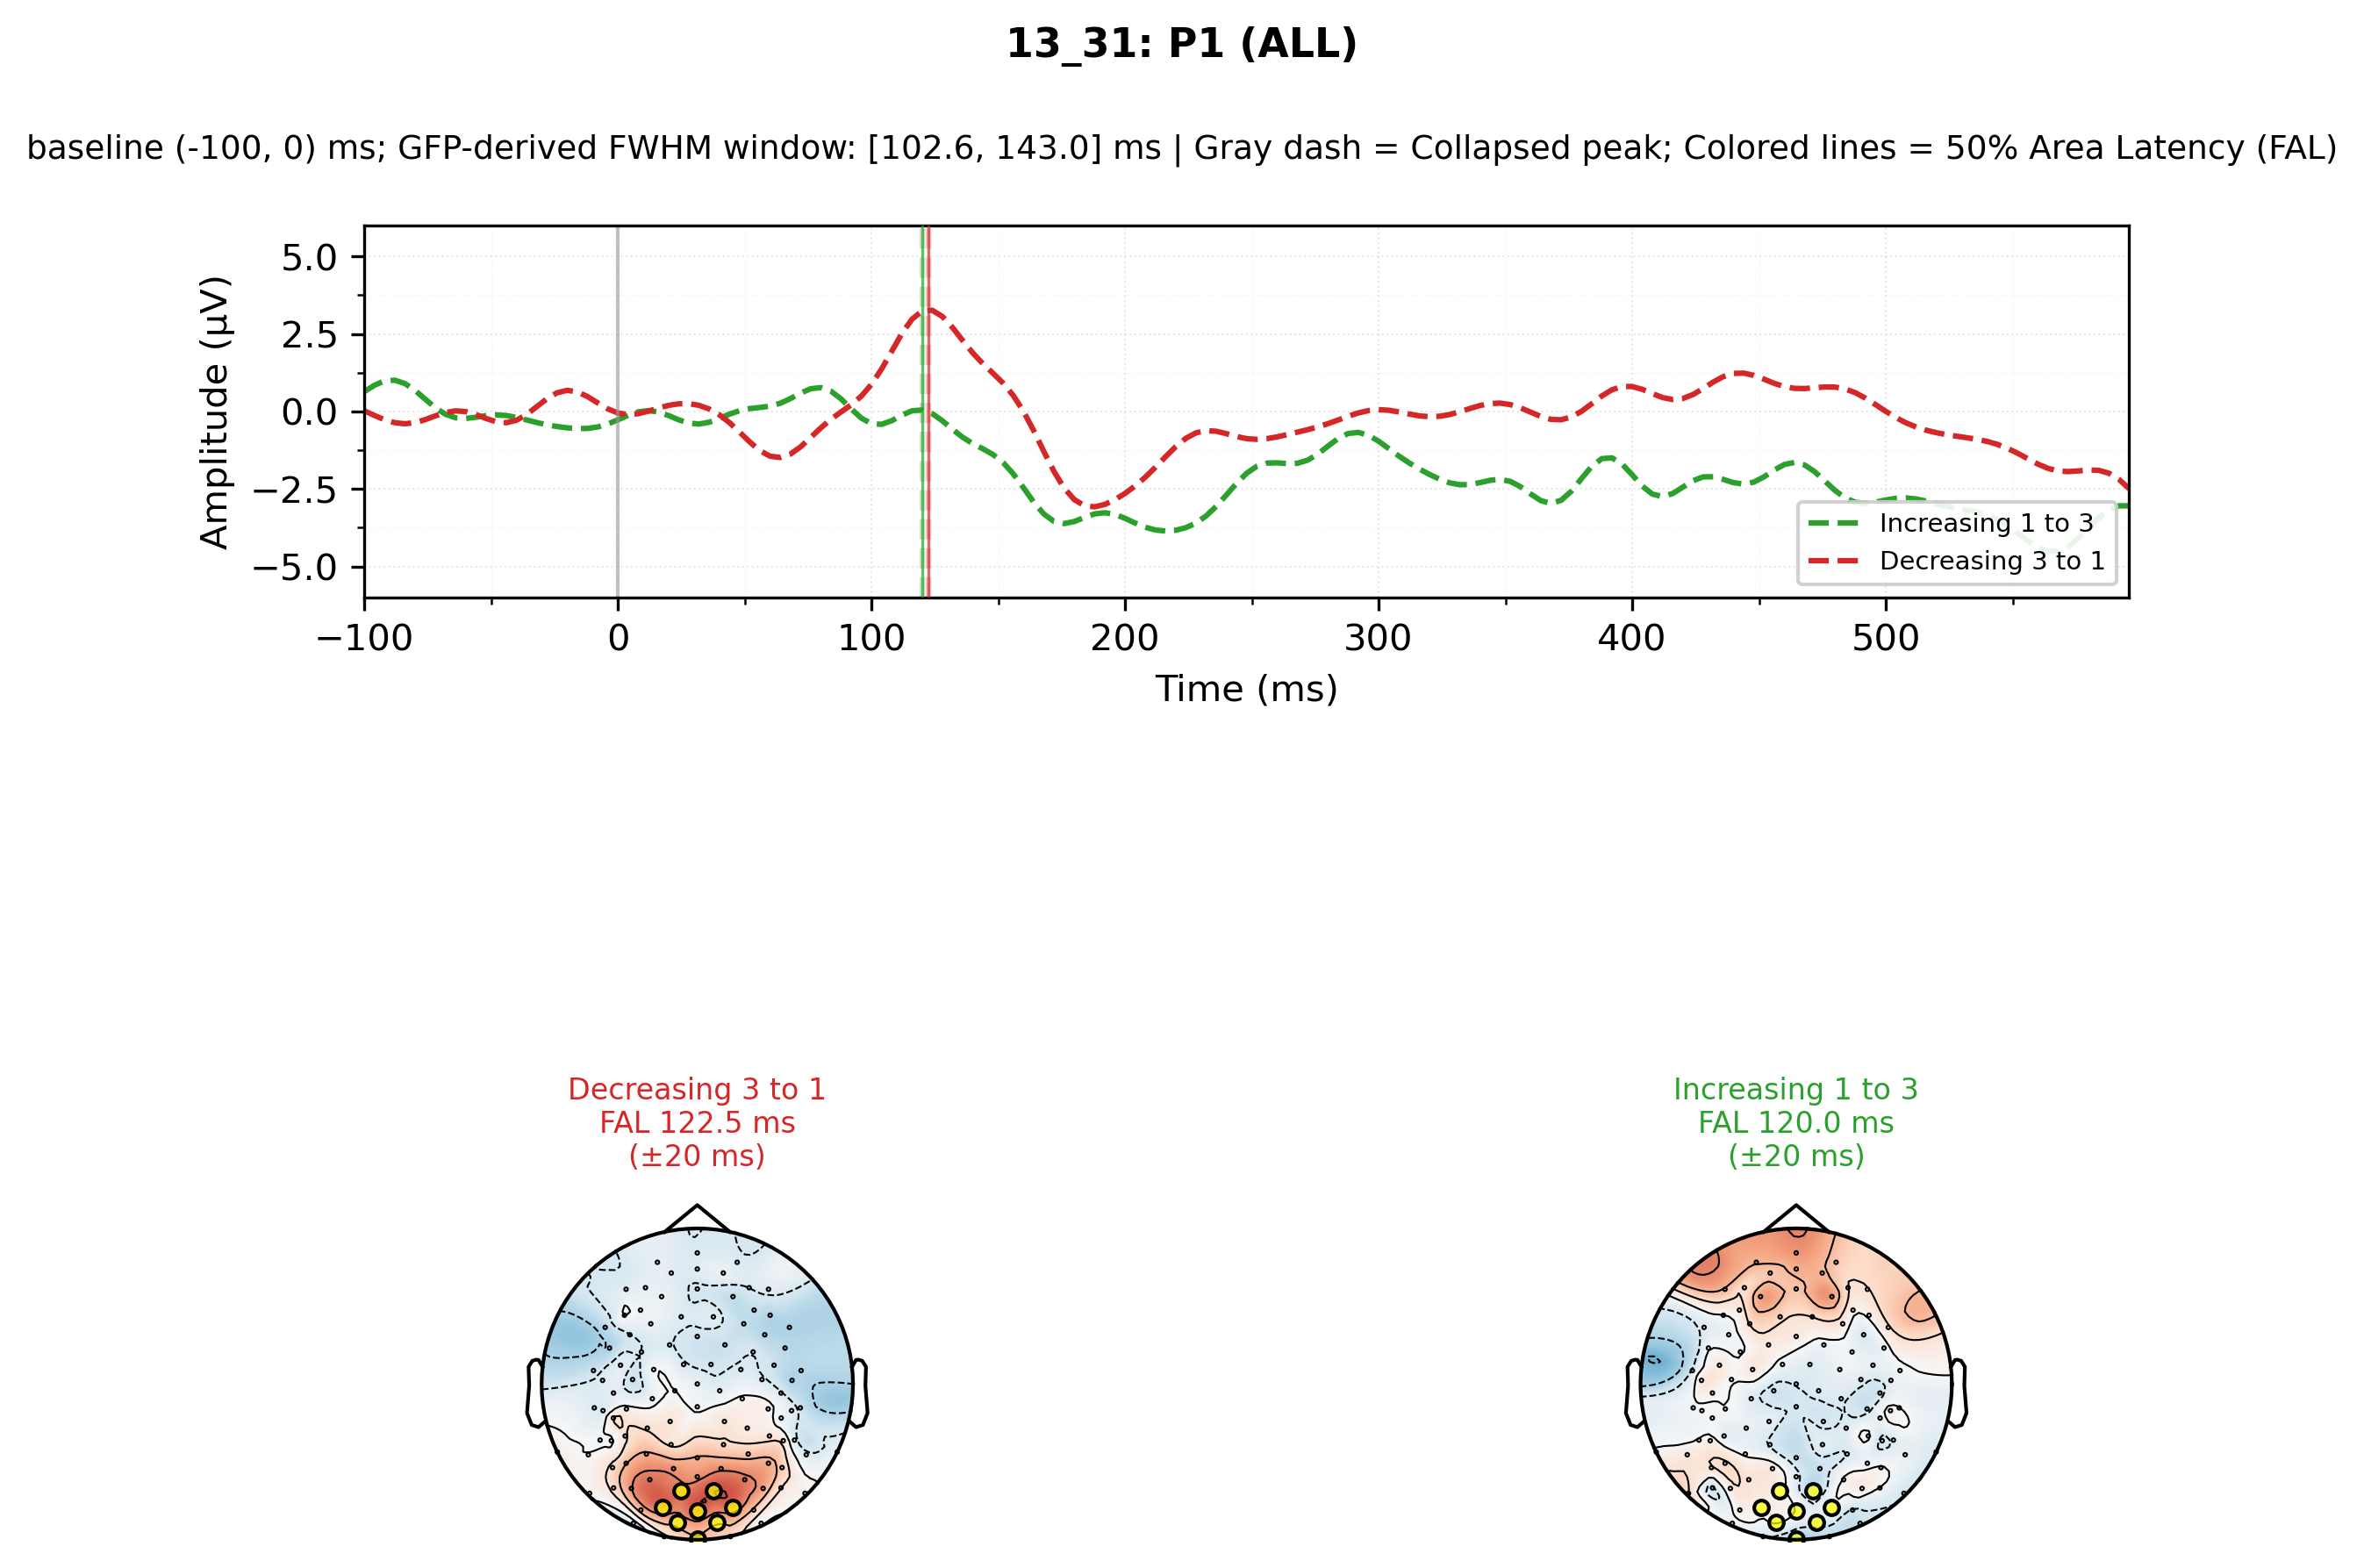 13_31: P1 (ALL)
baseline (-100, 0) ms; GFP-derived FWHM window: [102.6, 143.0] ms | Gray dash = Collapsed peak; Colored lines = 50% Area Latency (FAL)
Amplitude (µV)
5.0
2.5
0.0
−2.5
−5.0
Increasing 1 to 3
Decreasing 3 to 1
−100 0 100 200 300 400 500
Time (ms)
Decreasing 3 to 1
FAL 122.5 ms
(±20 ms)
Increasing 1 to 3
FAL 120.0 ms
(±20 ms)